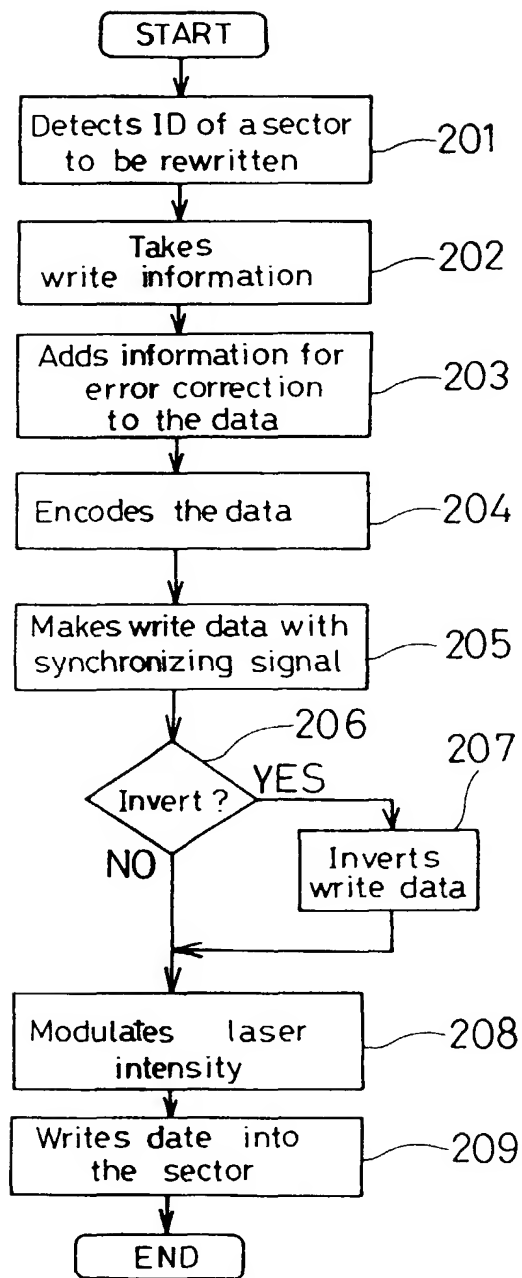 START
Detects ID of a sector
to be rewritten
201
Takes
write information
202
Adds information for
error correction
to the data
203
Encodes the data
204
Makes write data with
synchronizing signal
205
206
Invert ?
YES
207
NO
Inverts
write data
Modulates laser
intensity
208
Writes date into
the sector
209
END